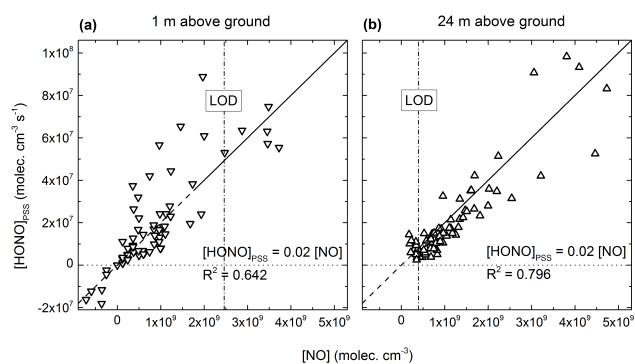 1 m above ground
24 m above ground
(a)
(b)
LOD
LOD
[HONO]PSS (molec. cm⁻³ s⁻¹)
1x10⁸
8x10⁷
6x10⁷
4x10⁷
2x10⁷
0
-2x10⁷
[HONO]PSS = 0.02 [NO]
R² = 0.642
[HONO]PSS = 0.02 [NO]
R² = 0.796
0 1x10⁹ 2x10⁹ 3x10⁹ 4x10⁹ 5x10⁹
0 1x10⁹ 2x10⁹ 3x10⁹ 4x10⁹ 5x10⁹
[NO] (molec. cm⁻³)